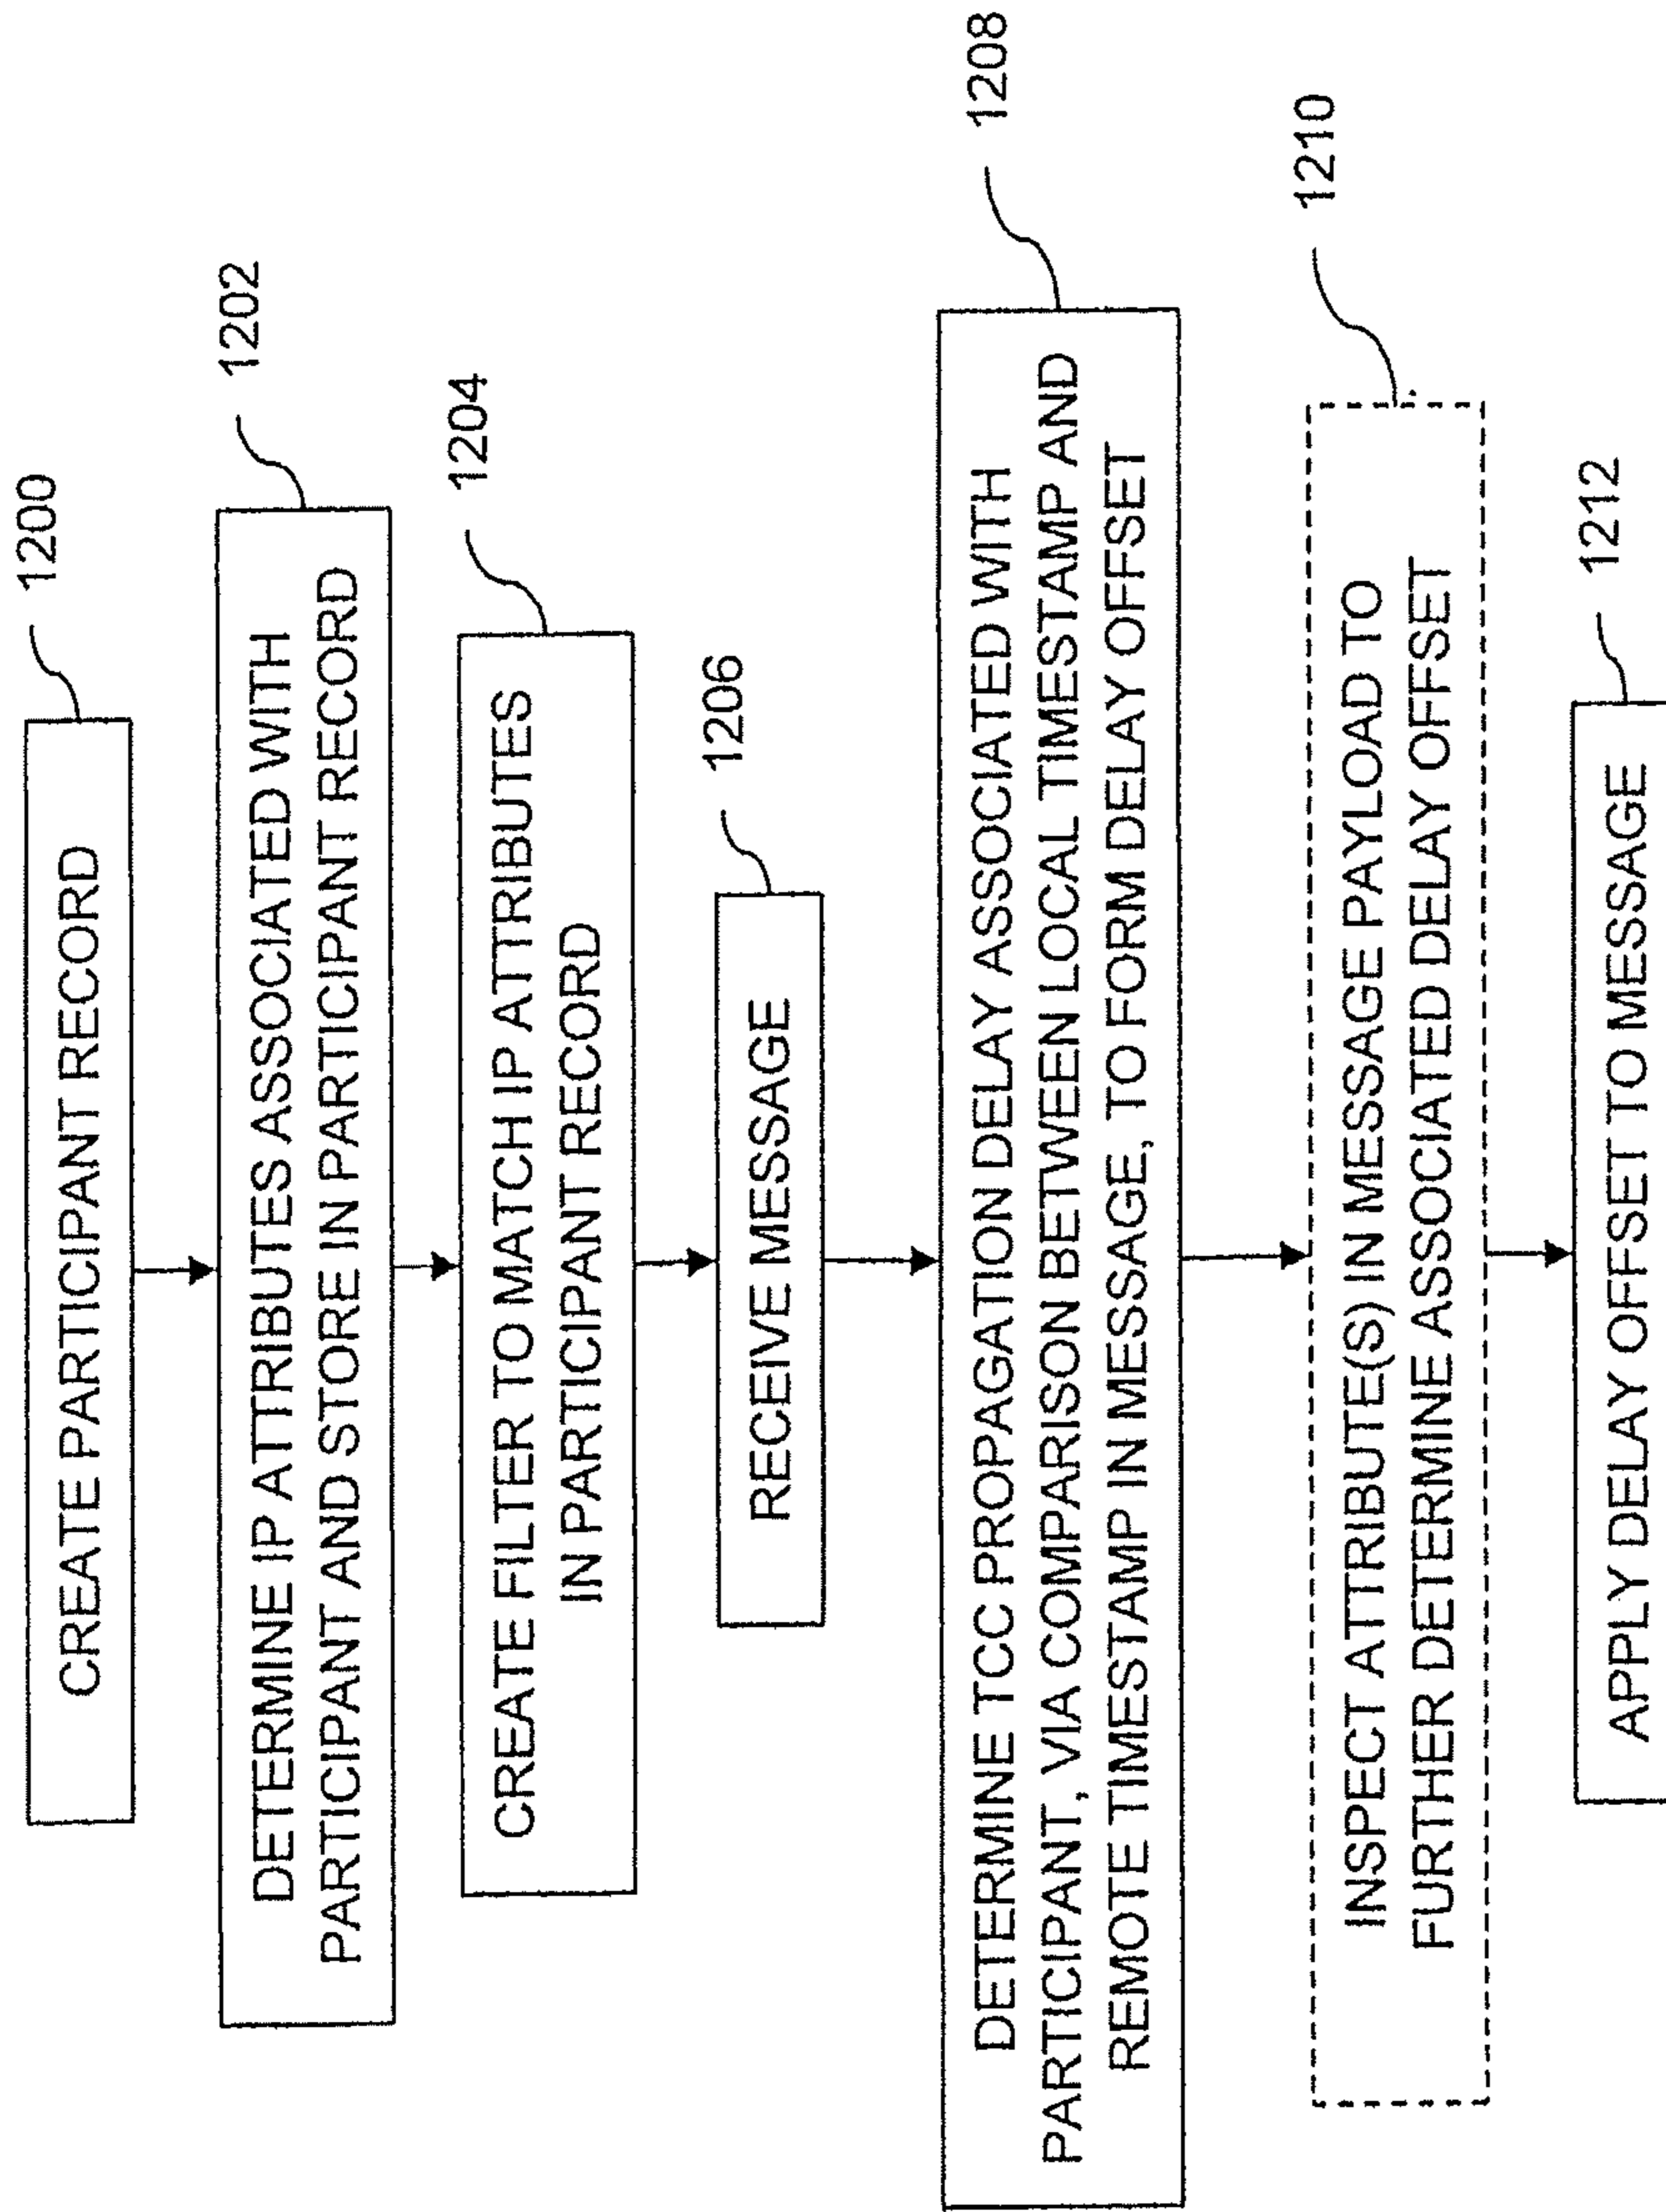 CREATE PARTICIPANT RECORD
1200
DETERMINE IP ATTRIBUTES ASSOCIATED WITH
PARTICIPANT AND STORE IN PARTICIPANT RECORD
1202
CREATE FILTER TO MATCH IP ATTRIBUTES
IN PARTICIPANT RECORD
1204
RECEIVE MESSAGE
1206
DETERMINE TCC PROPAGATION DELAY ASSOCIATED WITH
PARTICIPANT, VIA COMPARISON BETWEEN LOCAL TIMESTAMP AND
REMOTE TIMESTAMP IN MESSAGE, TO FORM DELAY OFFSET
1208
INSPECT ATTRIBUTE(S) IN MESSAGE PAYLOAD TO
FURTHER DETERMINE ASSOCIATED DELAY OFFSET
1210
APPLY DELAY OFFSET TO MESSAGE
1212